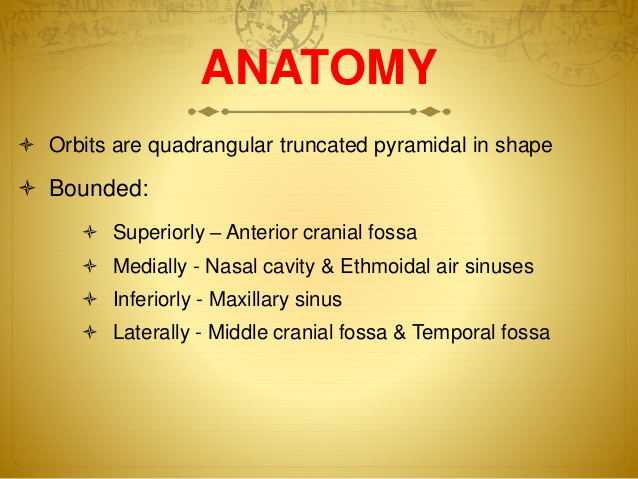 ANATOMY
Orbits are quadrangular truncated pyramidal in shape
Bounded:
Superiorly – Anterior cranial fossa
Medially - Nasal cavity & Ethmoidal air sinuses
Inferiorly - Maxillary sinus
Laterally - Middle cranial fossa & Temporal fossa